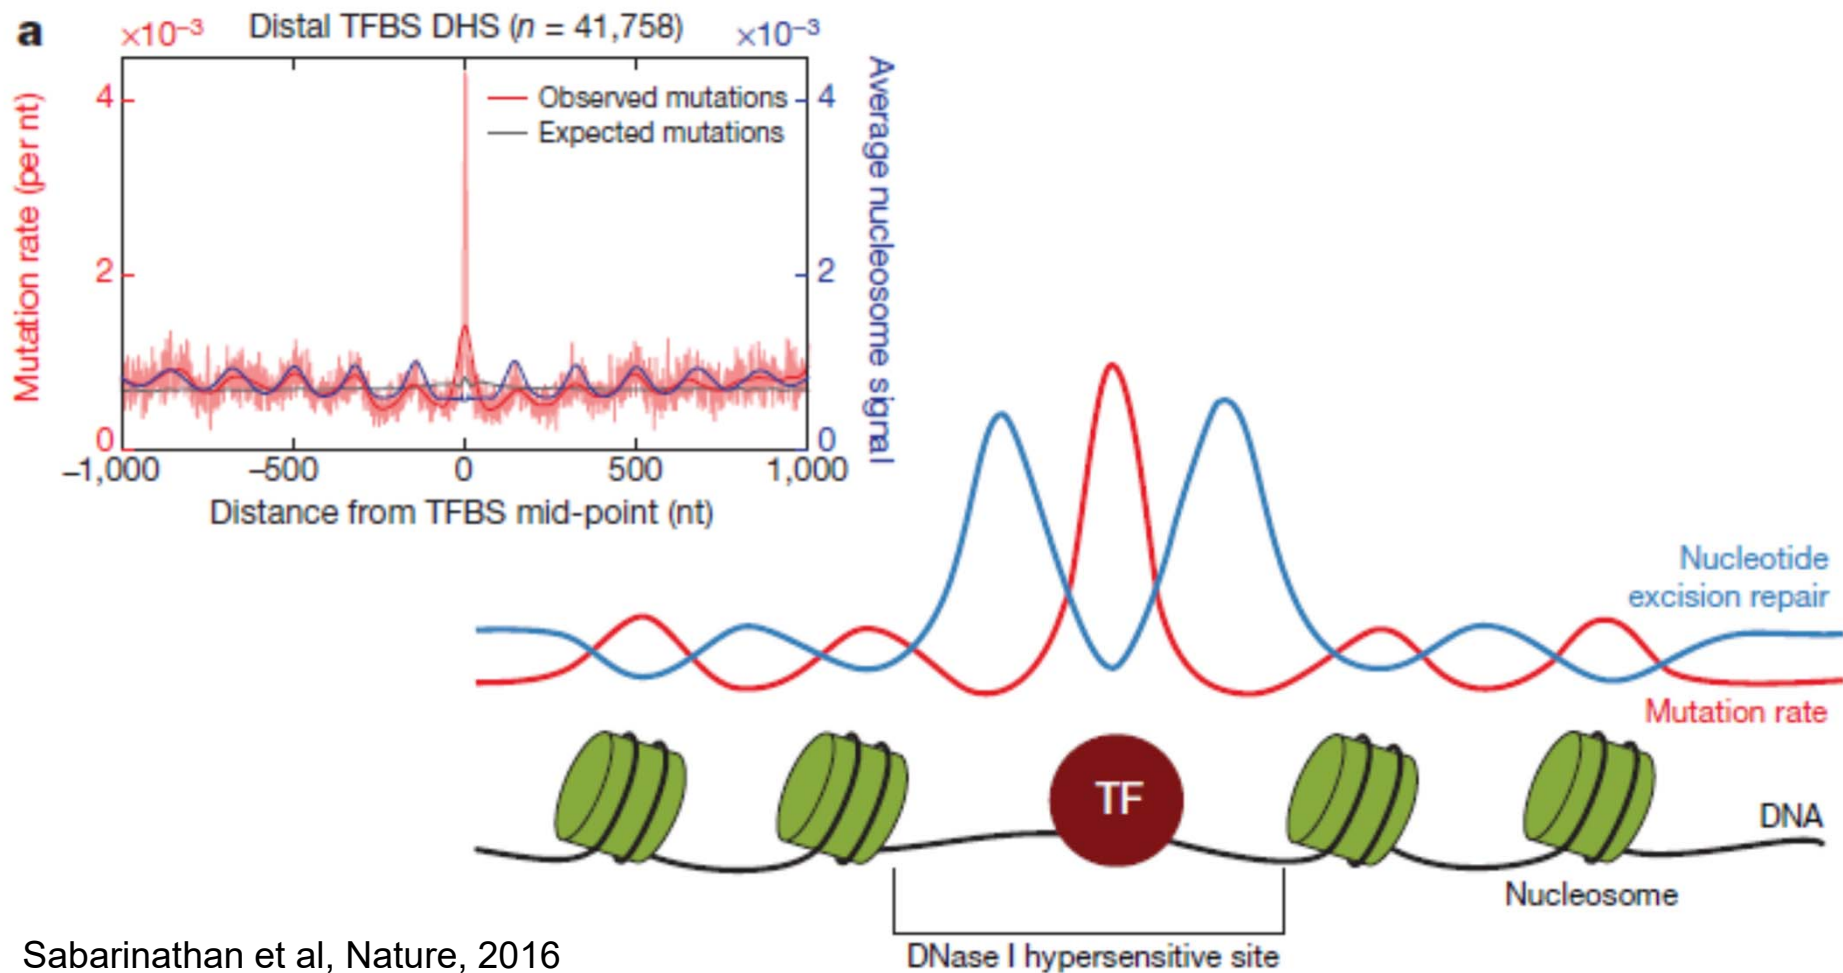 a
×10⁻³ Distal TFBS DHS (n = 41,758) ×10⁻³
Mutation rate (per nt)
4
2
0
Observed mutations
Expected mutations
4
2
0
Average nucleosome signal
–1,000 –500 0 500 1,000
Distance from TFBS mid-point (nt)
Nucleotide
excision repair
Mutation rate
TF
DNA
Nucleosome
DNase I hypersensitive site
Sabarinathan et al, Nature, 2016